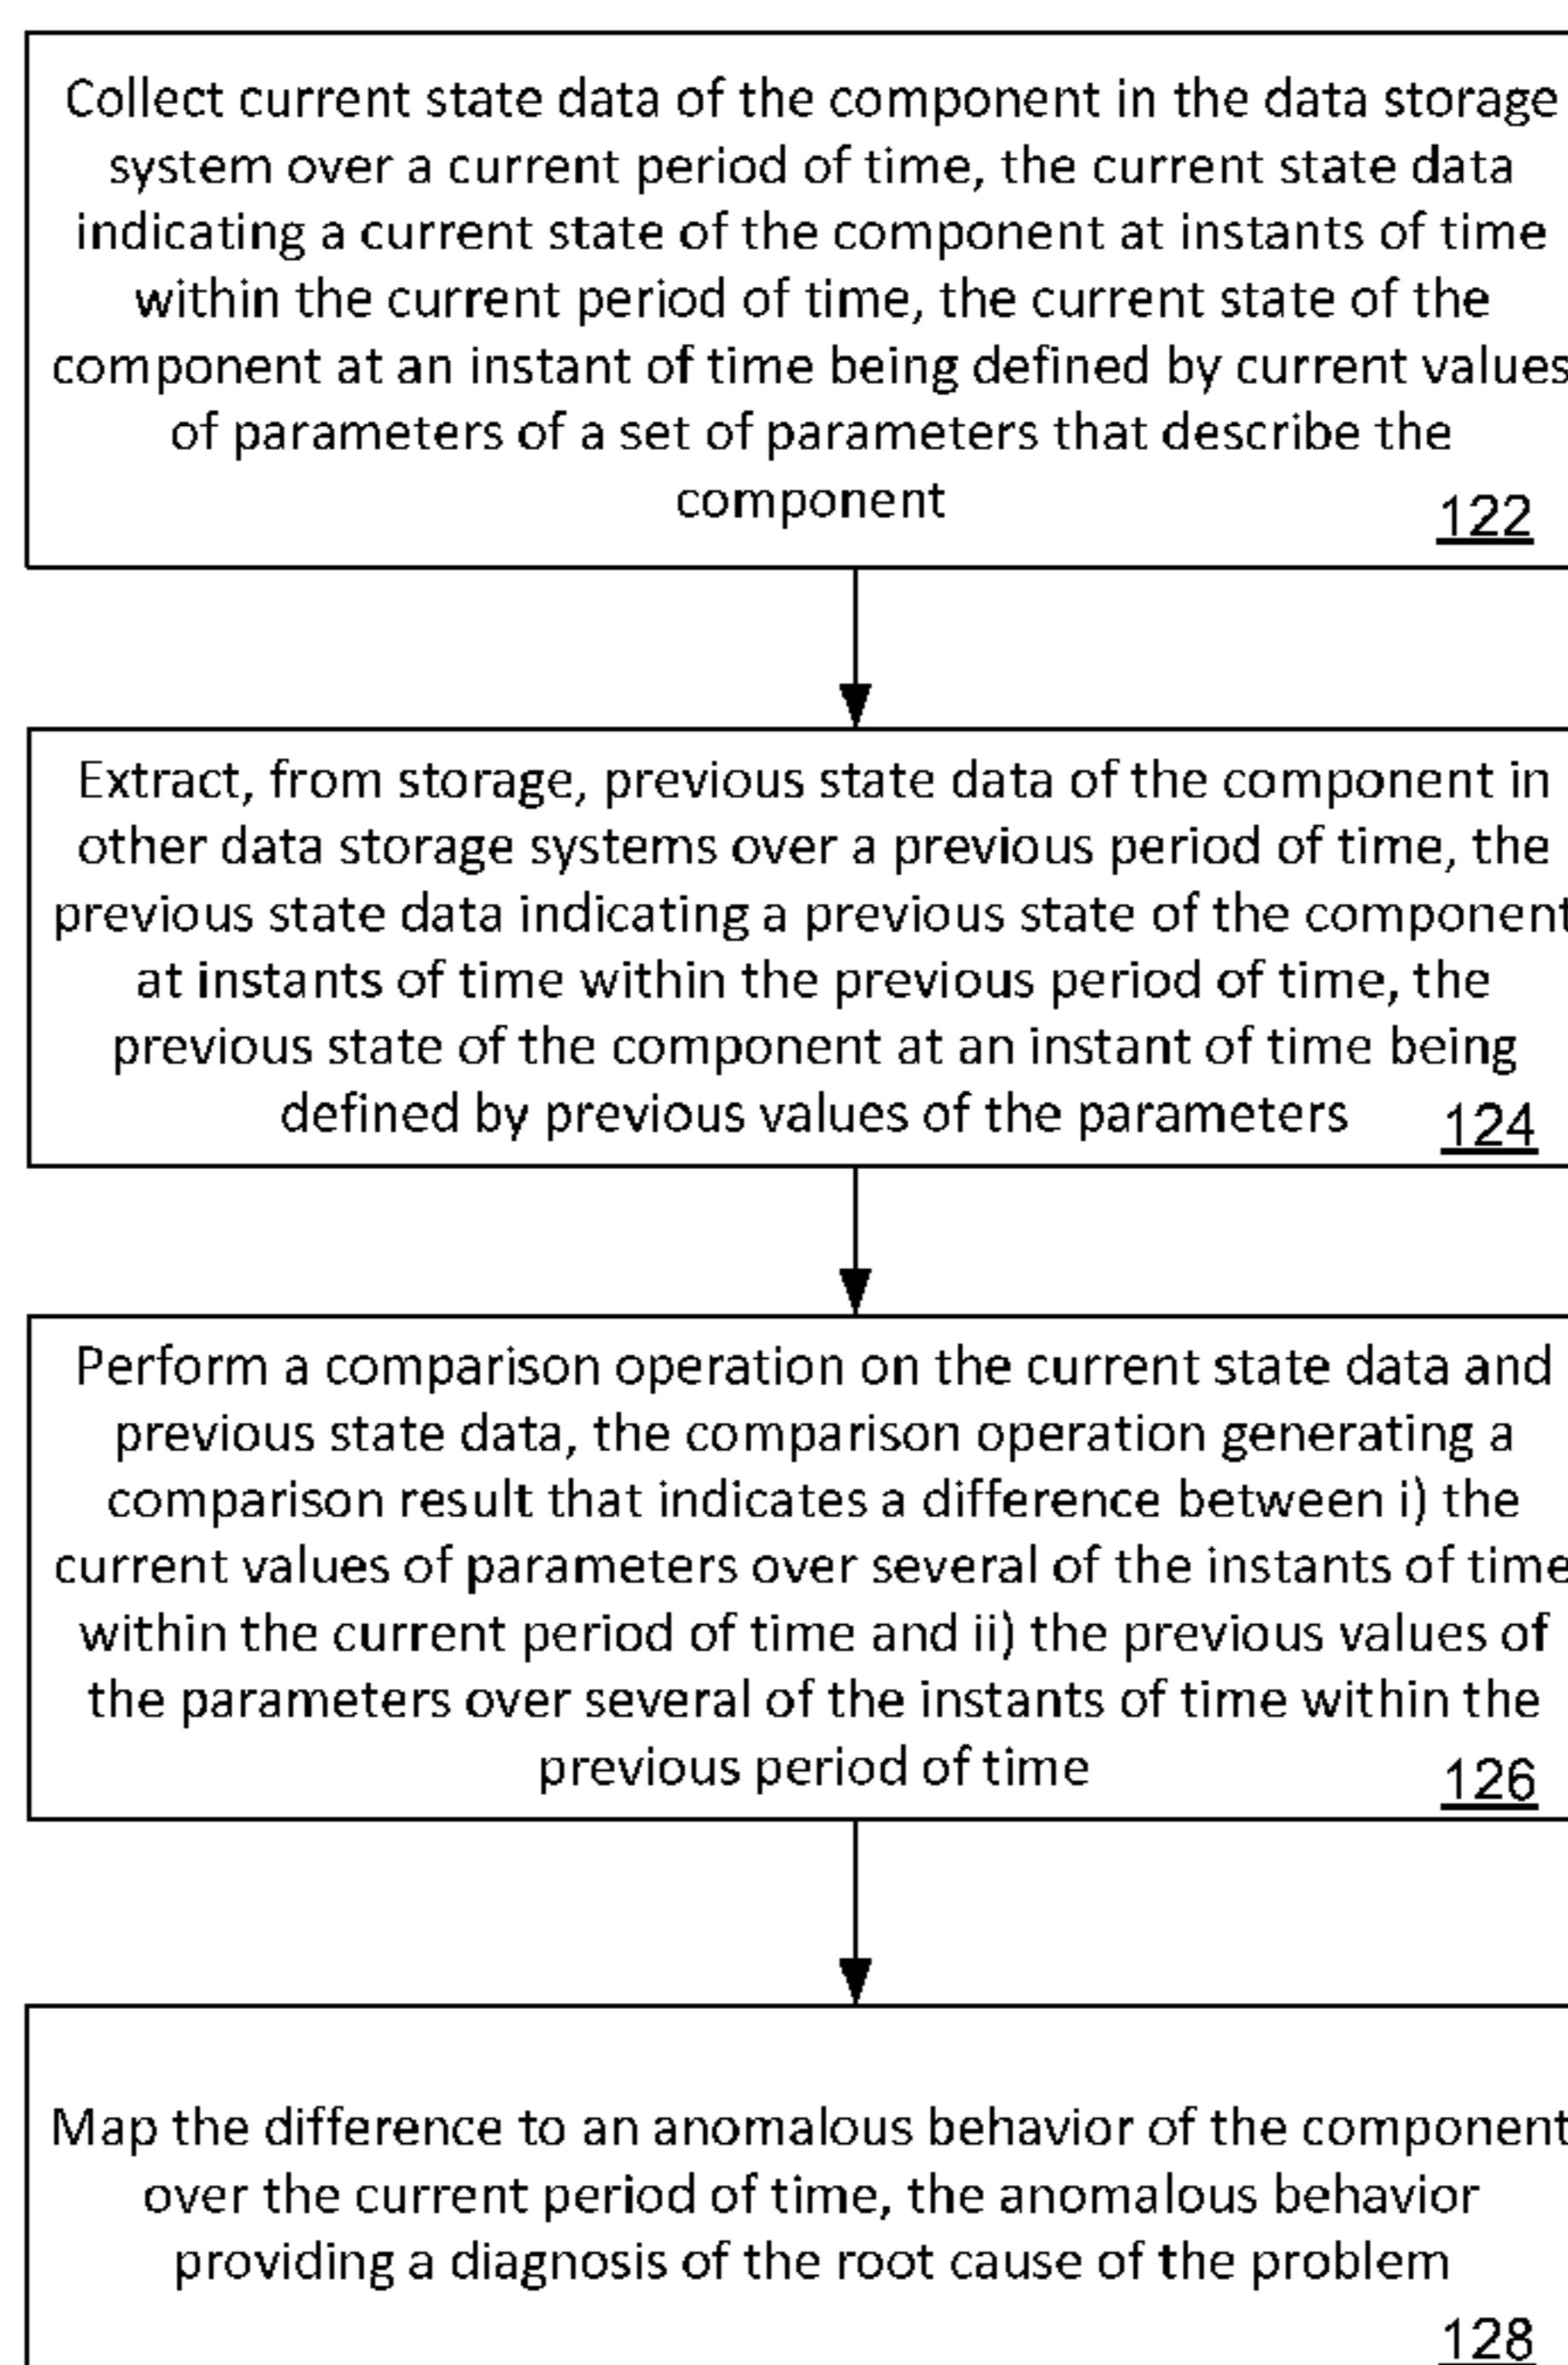 Collect current state data of the component in the data storage
system over a current period of time, the current state data
indicating a current state of the component at instants of time
within the current period of time, the current state of the
component at an instant of time being defined by current values
of parameters of a set of parameters that describe the
component
122
Extract, from storage, previous state data of the component in
other data storage systems over a previous period of time, the
previous state data indicating a previous state of the component
at instants of time within the previous period of time, the
previous state of the component at an instant of time being
defined by previous values of the parameters
124
Perform a comparison operation on the current state data and
previous state data, the comparison operation generating a
comparison result that indicates a difference between i) the
current values of parameters over several of the instants of time
within the current period of time and ii) the previous values of
the parameters over several of the instants of time within the
previous period of time
126
Map the difference to an anomalous behavior of the component
over the current period of time, the anomalous behavior
providing a diagnosis of the root cause of the problem
128